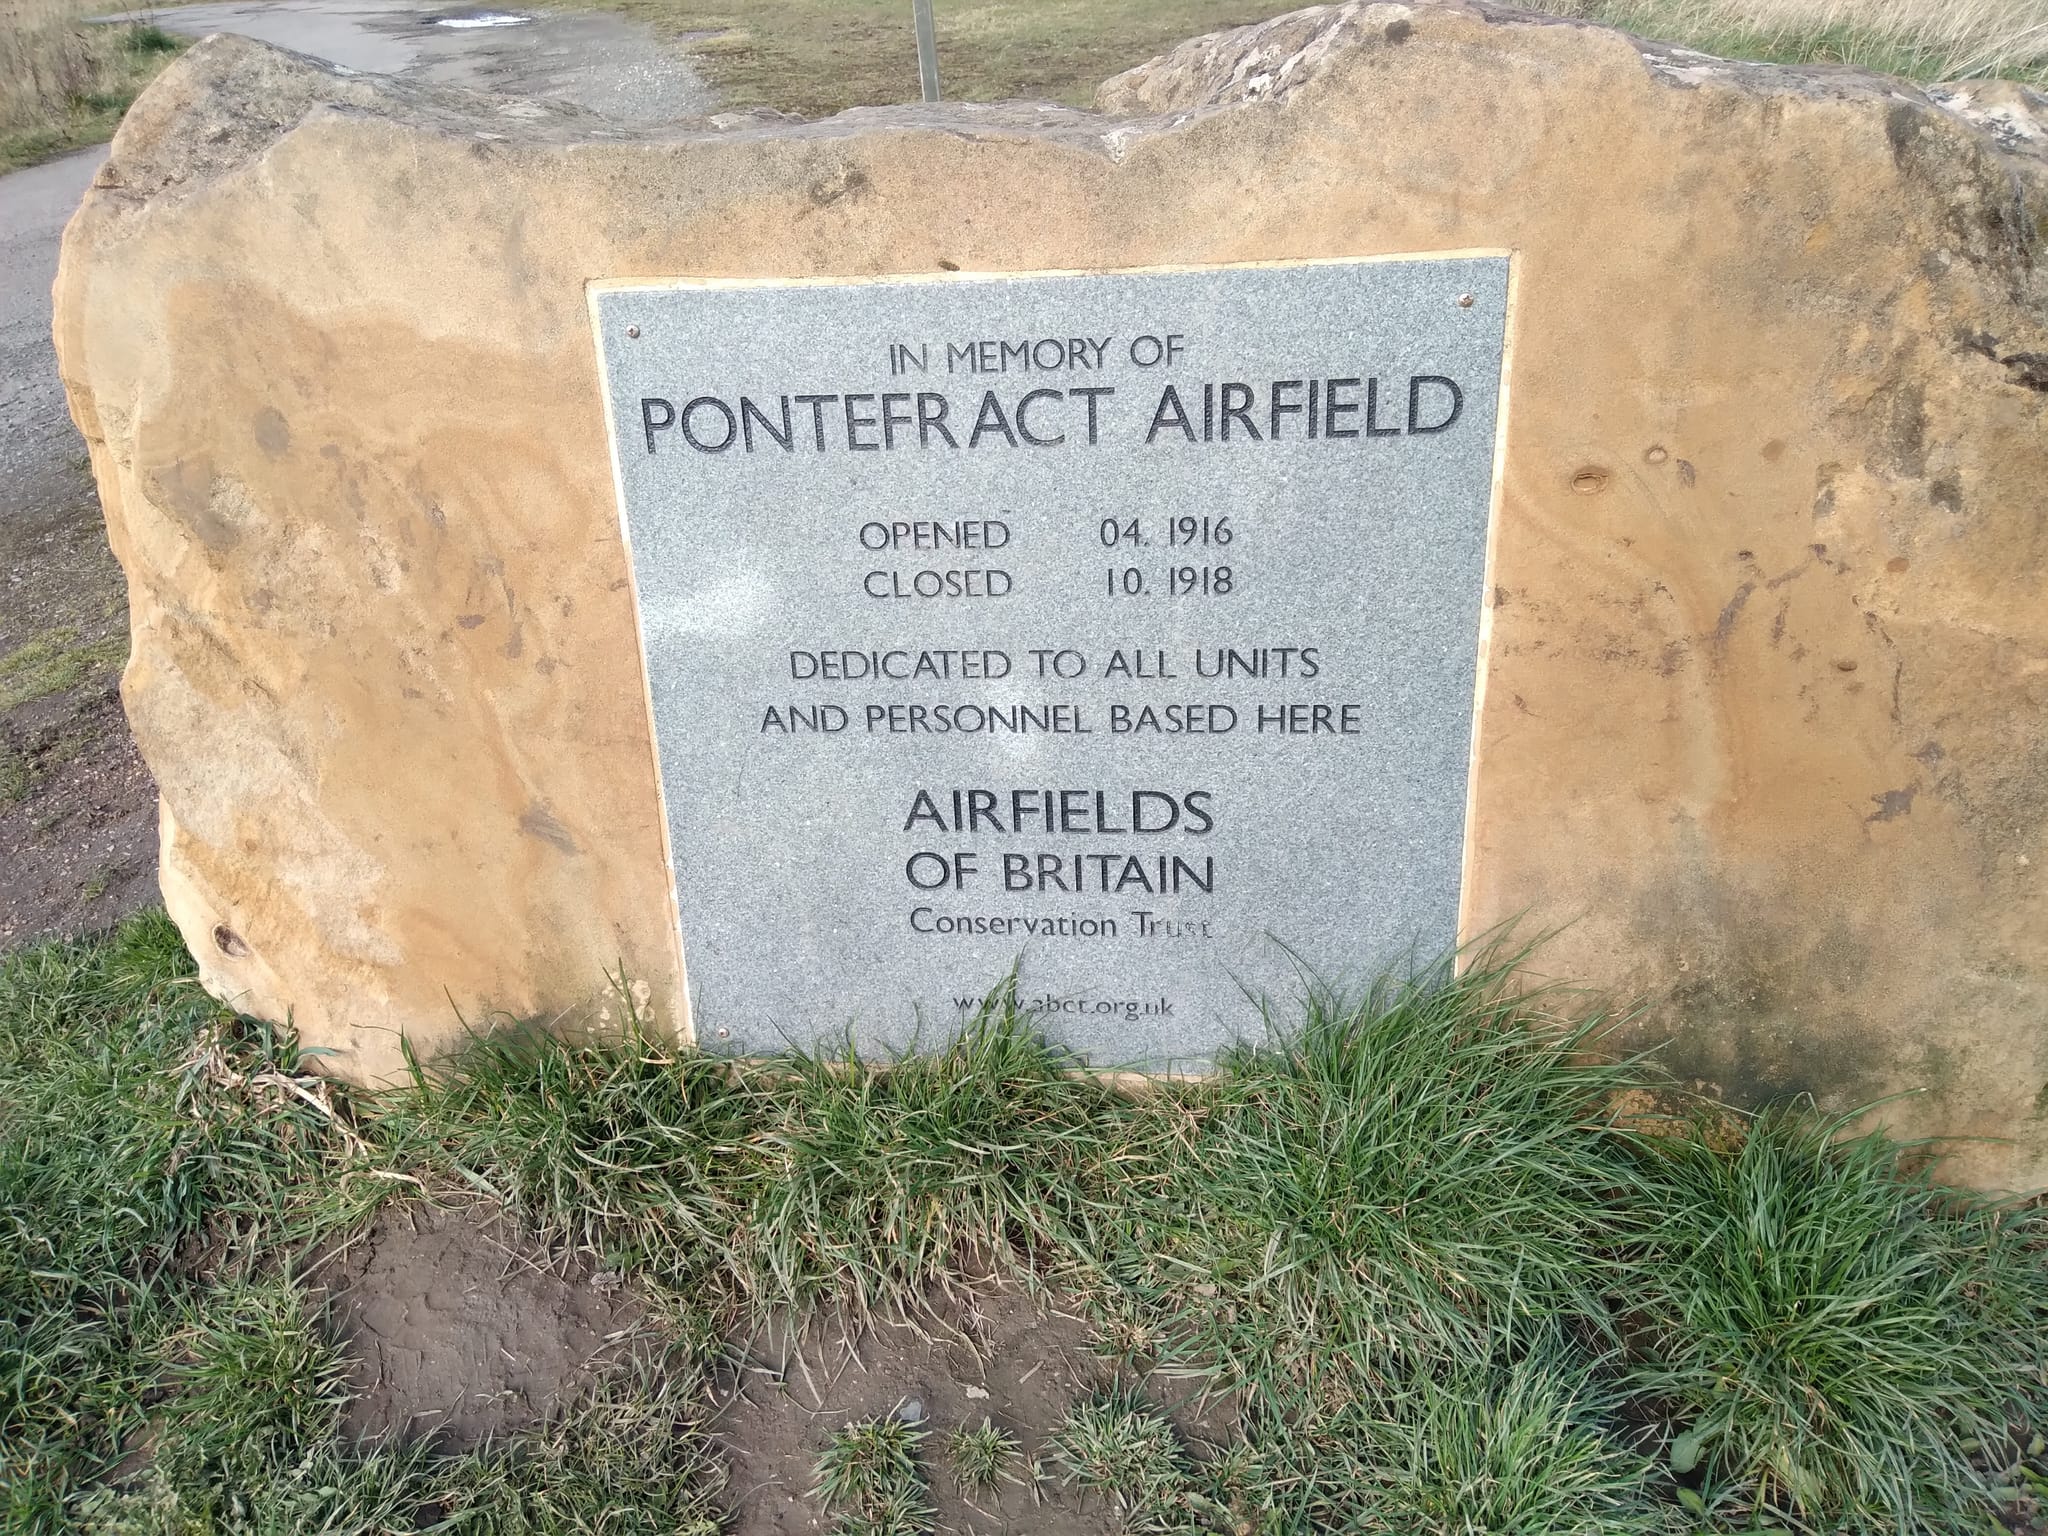 IN MEMORY OF
PONTEFRACT AIRFIELD
OPENED 04. 1916
CLOSED 10. 1918
DEDICATED TO ALL UNITS
AND PERSONNEL BASED HERE
AIRFIELDS
OF BRITAIN
Conservation Trust
www.abct.org.uk